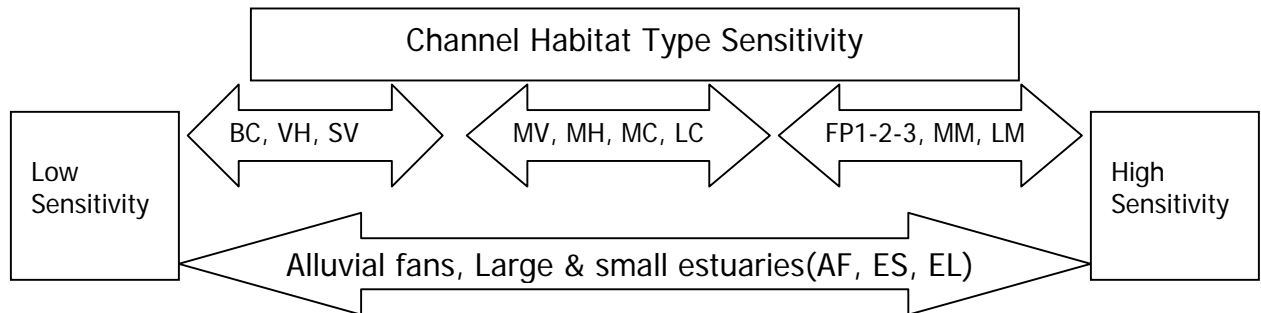 Channel Habitat Type Sensitivity
BC, VH, SV
MV, MH, MC, LC
FP1-2-3, MM, LM
Low
Sensitivity
High
Sensitivity
Alluvial fans, Large & small estuaries(AF, ES, EL)